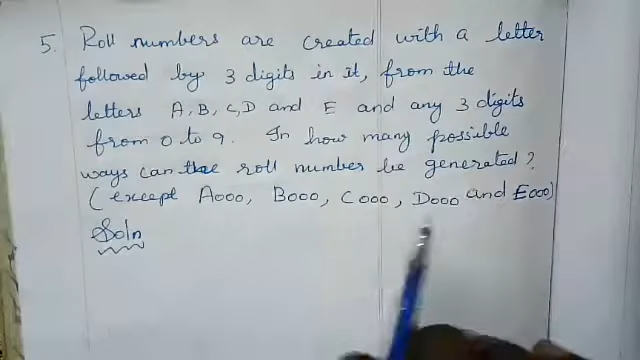 5. Roll numbers are created with a letter
followed by 3 digits in it, from the
letters A, B, C, D and E and any 3 digits
from 0 to 9. In how many possible
ways can the roll number be generated?
(except A000, B000, C000, D000 and E000)
Soln